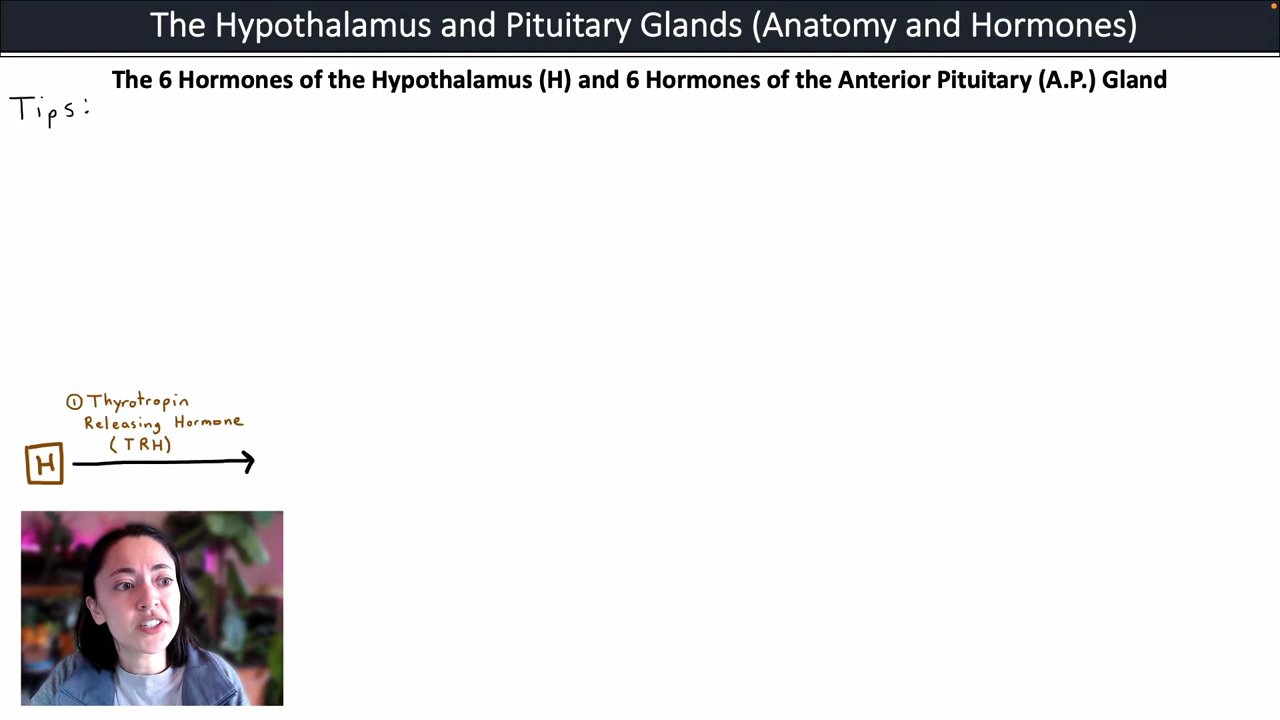 The Hypothalamus and Pituitary Glands (Anatomy and Hormones)
The 6 Hormones of the Hypothalamus (H) and 6 Hormones of the Anterior Pituitary (A.P.) Gland
Tips:
① Thyrotropin
Releasing Hormone
(TRH)
H